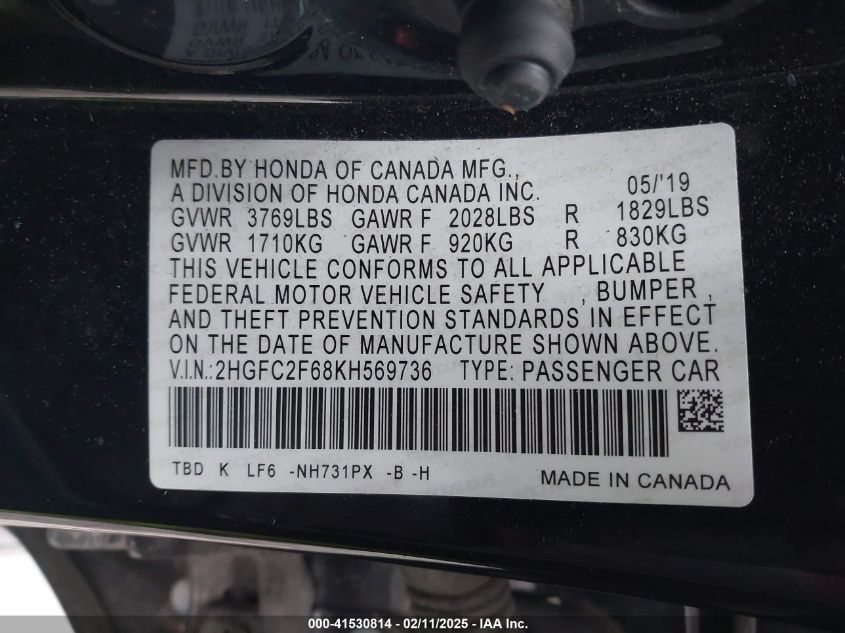 MFD.BY HONDA OF CANADA MFG.,
A DIVISION OF HONDA CANADA INC. 05/'19
GVWR 3769LBS GAWR F 2028LBS R 1829LBS
GVWR 1710KG GAWR F 920KG R 830KG
THIS VEHICLE CONFORMS TO ALL APPLICABLE
FEDERAL MOTOR VEHICLE SAFETY , BUMPER ,
AND THEFT PREVENTION STANDARDS IN EFFECT
ON THE DATE OF MANUFACTURE SHOWN ABOVE.
V.I.N.:2HGFC2F68KH569736 TYPE: PASSENGER CAR
TBD K LF6 -NH731PX -B -H MADE IN CANADA
000-41530814 - 02/11/2025 - IAA Inc.